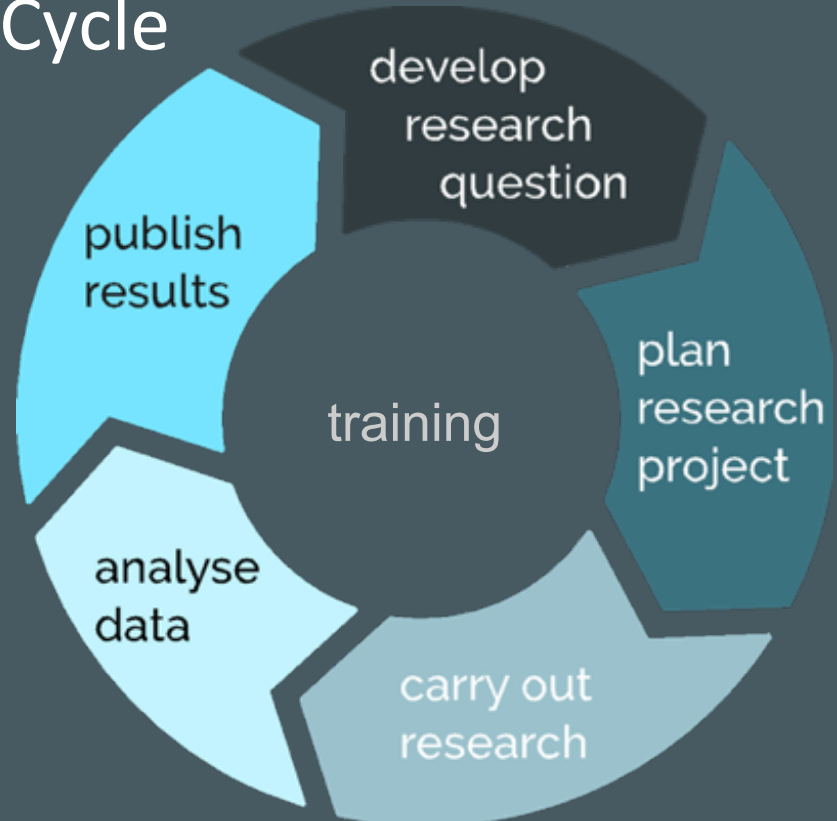 Cycle
develop
research
question
plan
research
project
carry out
research
analyse
data
publish
results
training